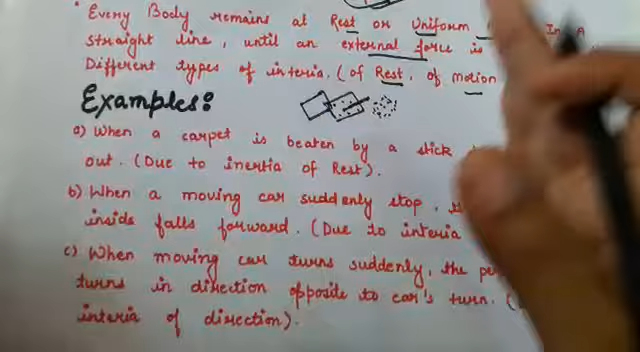 Every Body remains at Rest or Uniform In A
straight line, until an external force is
Different types of interia. (of Rest, of motion
Examples:
a) When a carpet is beaten by a stick
out. (Due to inertia of Rest).
b) When a moving car suddenly stop,
inside falls forward. (Due to interia
c) When moving car turns suddenly, the
turns in direction opposite to car's turn. (
interia of direction).